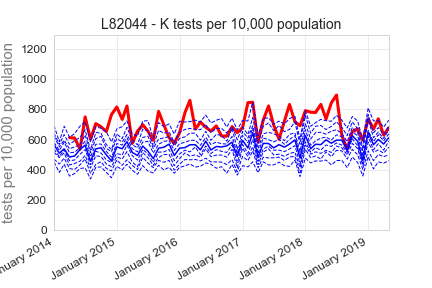 L82044 - K tests per 10,000 population
tests per 10,000 population
1200
1000
800
600
400
200
0
nuary 2014
January 2015
January 2016
January 2017
January 2018
January 2019